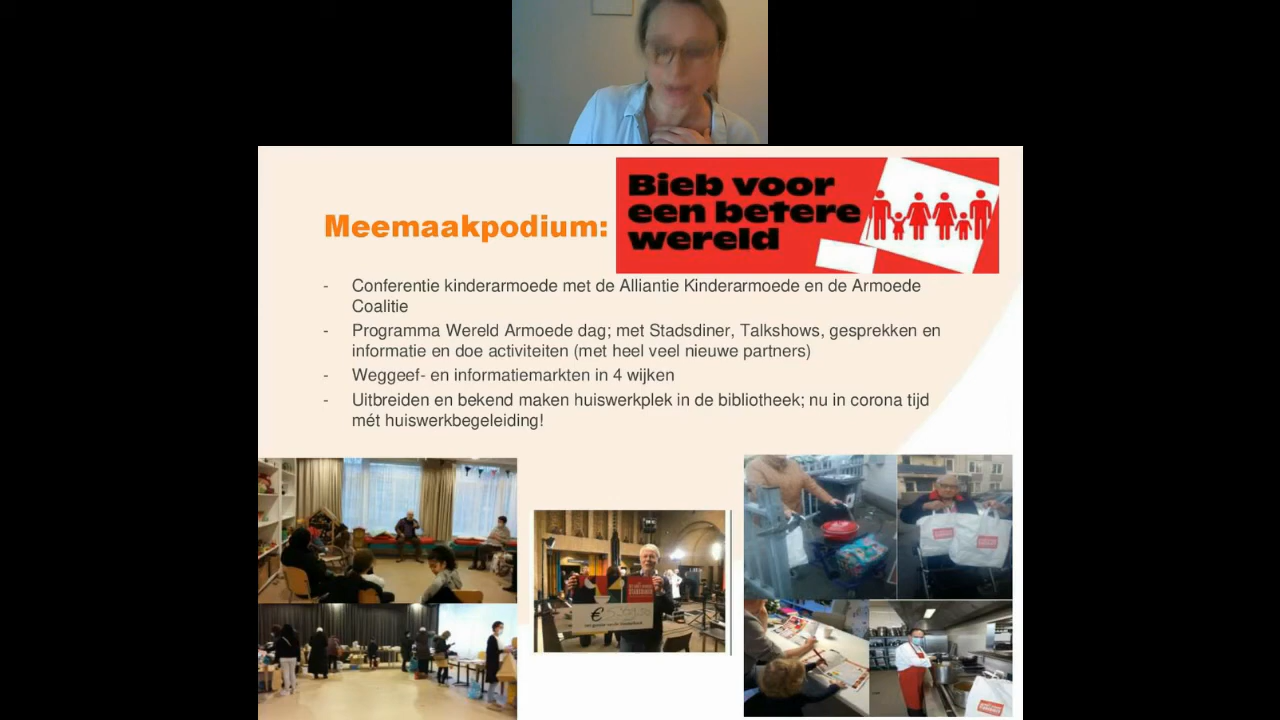 Meemaakpodium:
Bieb voor
een betere
wereld
- Conferentie kinderarmoede met de Alliantie Kinderarmoede en de Armoede
Coalitie
- Programma Wereld Armoede dag; met Stadsdiner, Talkshows, gesprekken en
informatie en doe activiteiten (met heel veel nieuwe partners)
- Weggeef- en informatiemarkten in 4 wijken
- Uitbreiden en bekend maken huiswerkplek in de bibliotheek; nu in corona tijd
mét huiswerkbegeleiding!
€